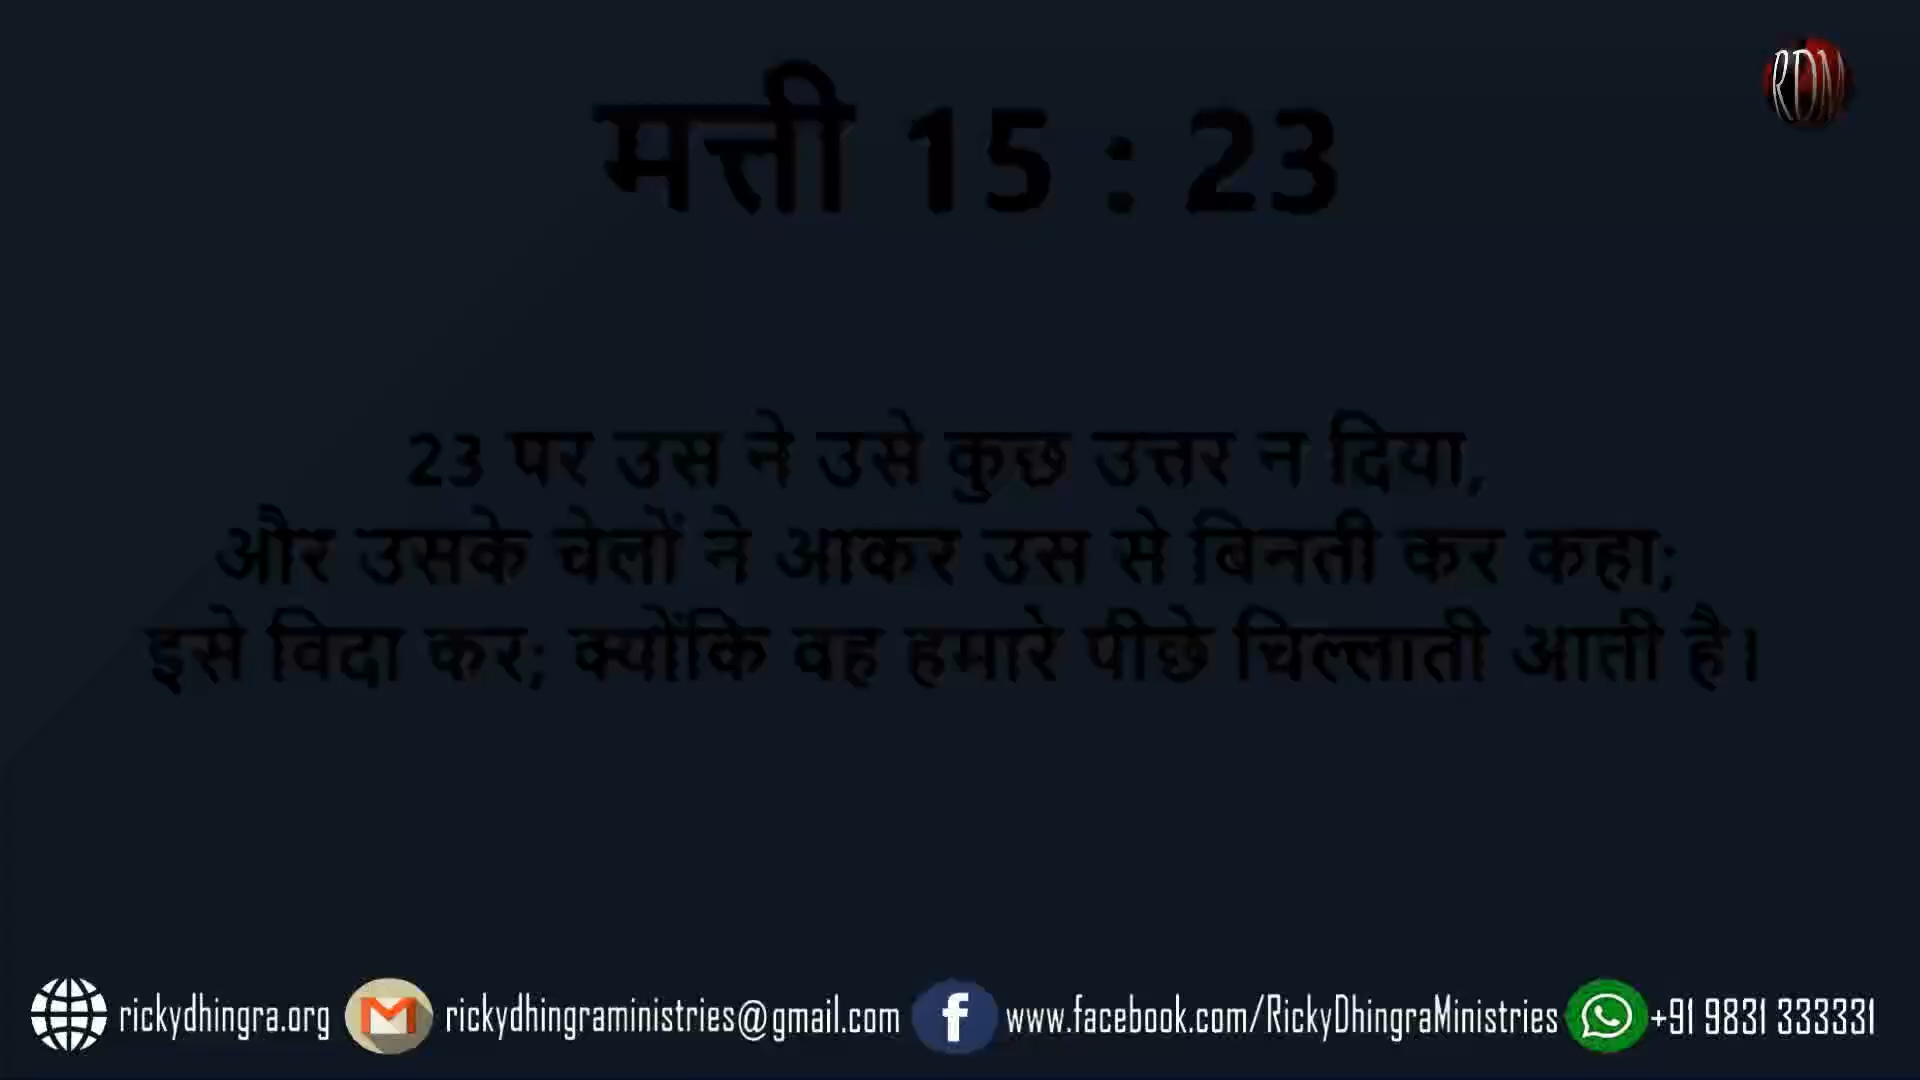 RDM
मत्ती 15 : 23
23 पर उस ने उसे कुछ उत्तर न दिया,
और उसके चेलों ने आकर उस से बिनती कर कहा;
इसे विदा कर; क्योंकि वह हमारे पीछे चिल्लाती आती है।
rickydhingra.org rickydhingraministries@gmail.com www.facebook.com/RickyDhingraMinistries +91 9831 333331